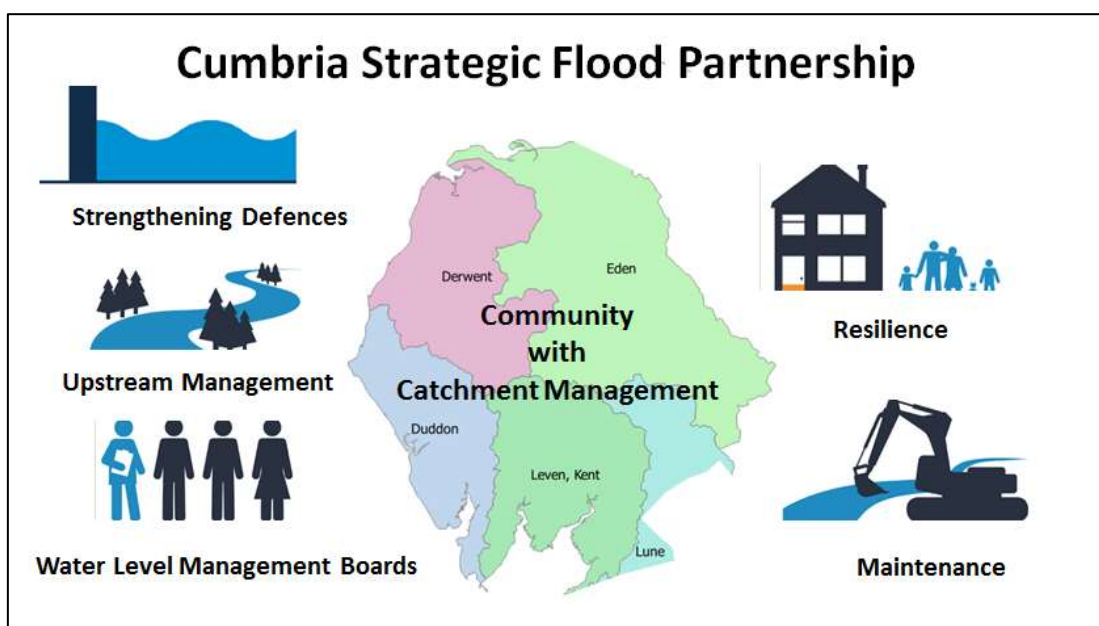 Cumbria Strategic Flood Partnership
Strengthening Defences
Upstream Management
Water Level Management Boards
Derwent
Eden
Community
with
Catchment Management
Duddon
Leven, Kent
Lune
Resilience
Maintenance